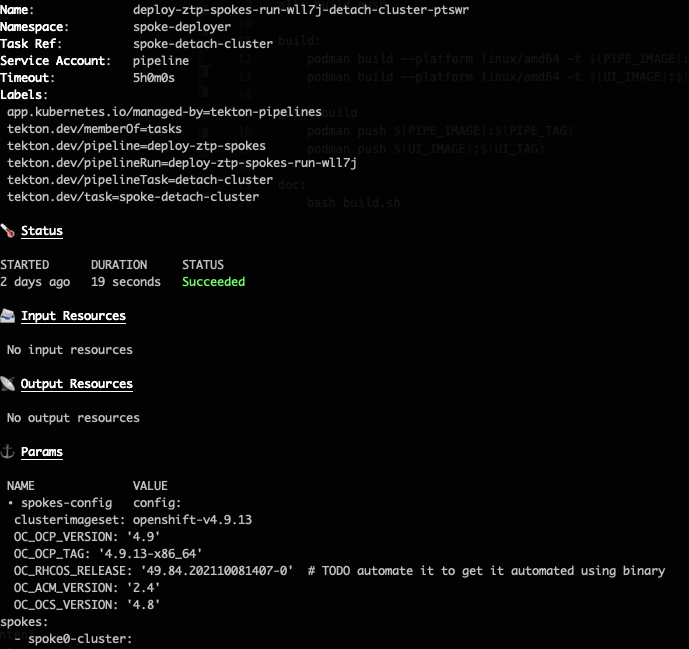 Name: deploy-ztp-spokes-run-wll7j-detach-cluster-ptswr
Namespace: spoke-deployer
Task Ref: spoke-detach-cluster
Service Account: pipeline
Timeout: 5h0m0s
Labels:
app.kubernetes.io/managed-by=tekton-pipelines
tekton.dev/memberOf=tasks
tekton.dev/pipeline=deploy-ztp-spokes
tekton.dev/pipelineRun=deploy-ztp-spokes-run-wll7j
tekton.dev/pipelineTask=detach-cluster
tekton.dev/task=spoke-detach-cluster
build:
12 podman build --platform linux/amd64 -t $(PIPE_IMAGE):
13 podman build --platform linux/amd64 -t $(UI_IMAGE):$(
14
build
16 podman push $(PIPE_IMAGE):$(PIPE_TAG)
podman push $(UI_IMAGE):$(UI_TAG)
doc:
bash build.sh
Status
STARTED DURATION STATUS
2 days ago 19 seconds Succeeded
Input Resources
No input resources
Output Resources
No output resources
Params
NAME VALUE
• spokes-config config:
clusterimageset: openshift-v4.9.13
OC_OCP_VERSION: '4.9'
OC_OCP_TAG: '4.9.13-x86_64'
OC_RHCOS_RELEASE: '49.84.202110081407-0' # TODO automate it to get it automated using binary
OC_ACM_VERSION: '2.4'
OC_OCS_VERSION: '4.8'
spokes:
- spoke0-cluster: